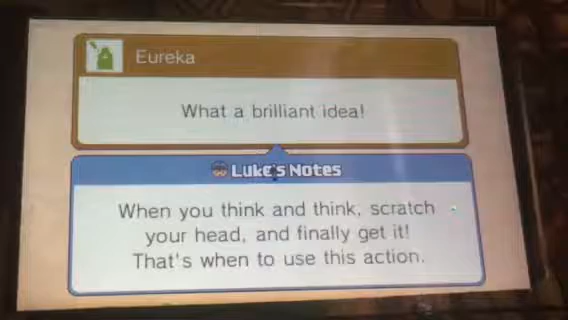 Eureka
What a brilliant idea!
Luke's Notes
When you think and think, scratch
your head, and finally get it!
That's when to use this action.